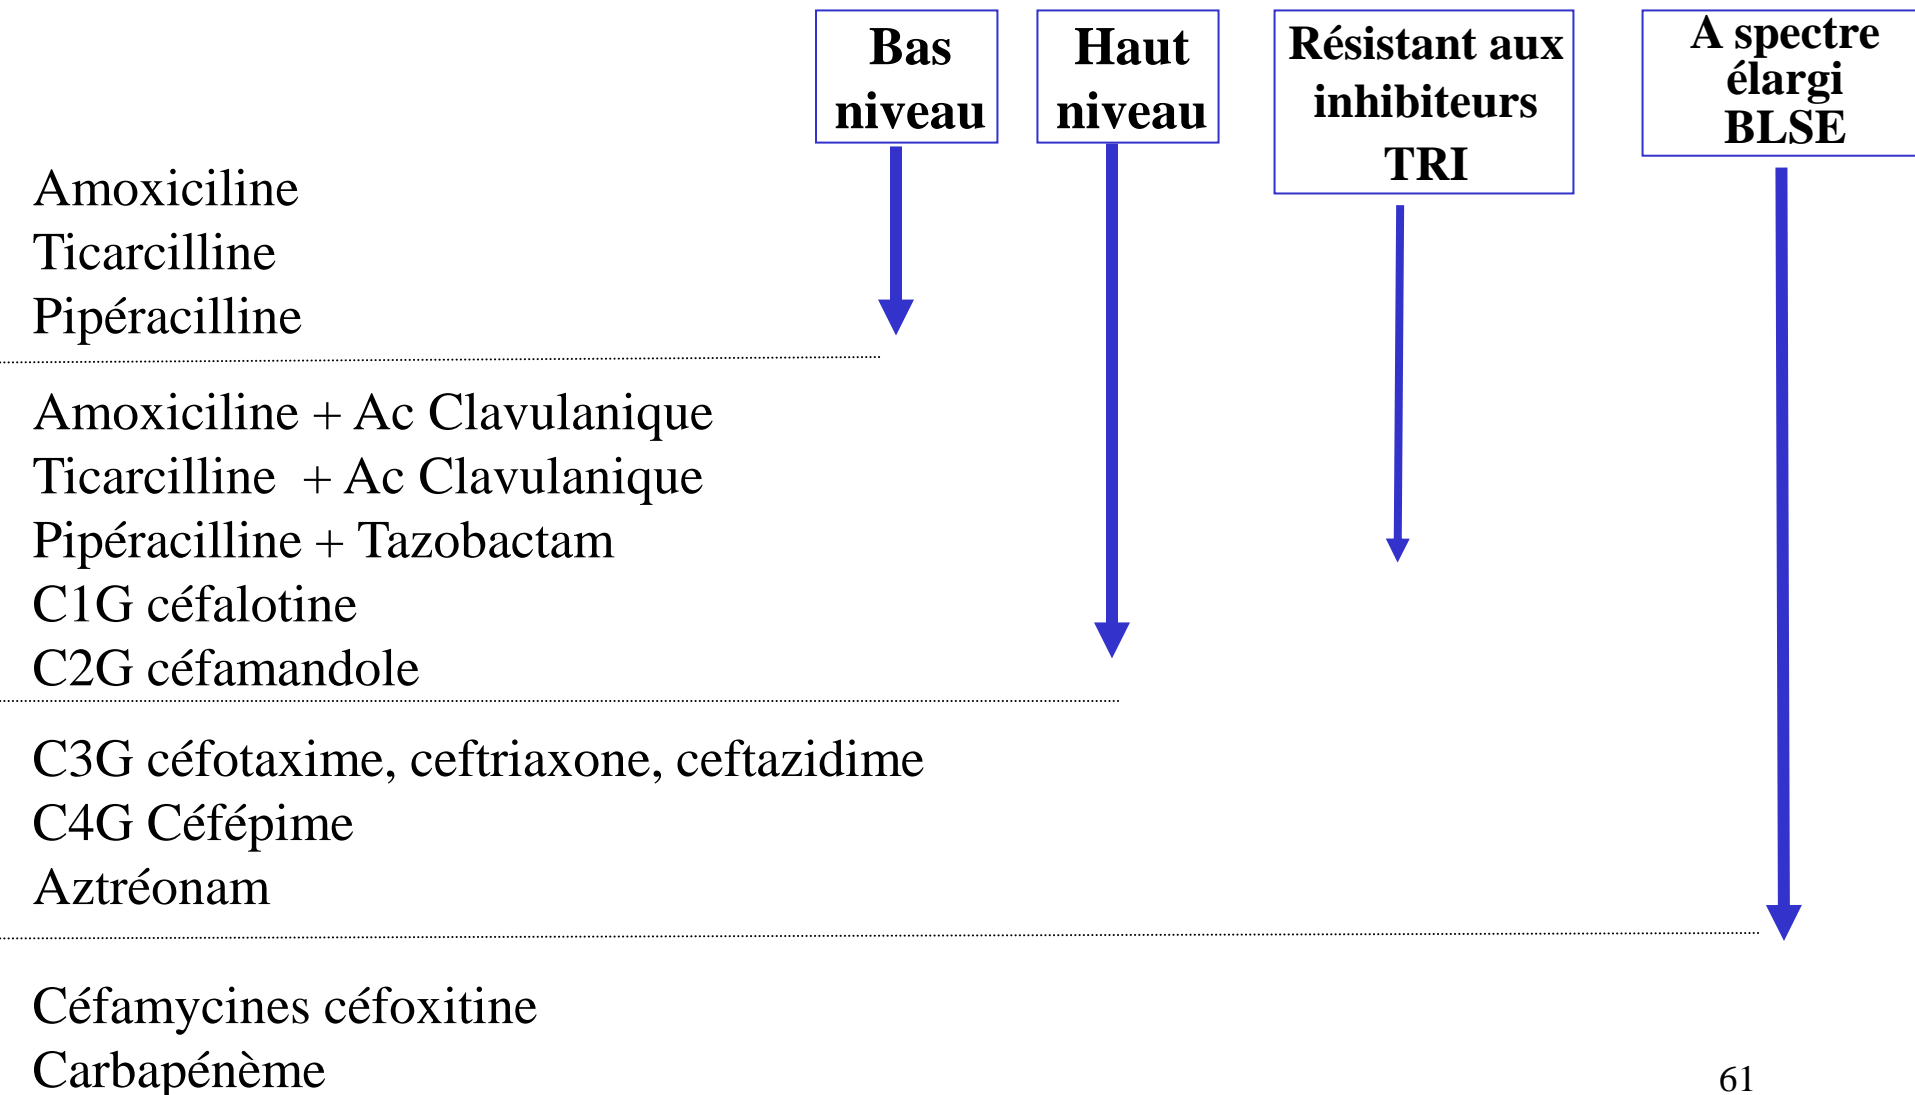 Bas
niveau
Haut
niveau
Résistant aux
inhibiteurs
TRI
A spectre
élargi
BLSE
Amoxiciline
Ticarcilline
Pipéracilline
Amoxiciline + Ac Clavulanique
Ticarcilline + Ac Clavulanique
Pipéracilline + Tazobactam
C1G céfalotine
C2G céfamandole
C3G céfotaxime, ceftriaxone, ceftazidime
C4G Céfépime
Aztréonam
Céfamycines céfoxitine
Carbapénème
61